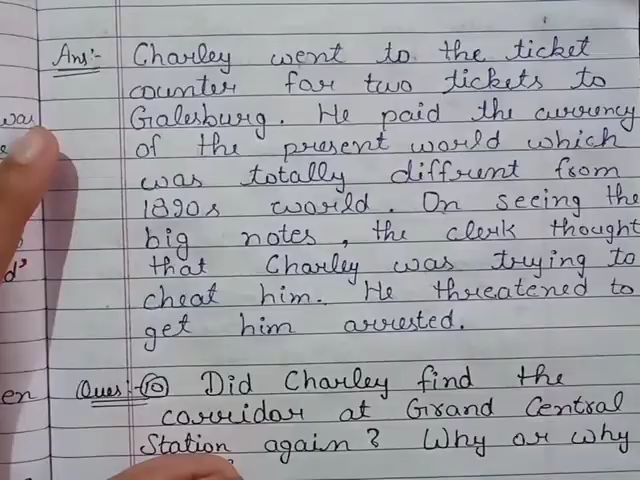 Ans:- Charley went to the ticket
counter for two tickets to
Galesburg. He paid the currency
of the present world which
was totally diffrent from
1890s world. On seeing the
big notes, the clerk thought
that Charley was trying to
cheat him. He threatened to
get him arrested.
Ques:- 10 Did Charley find the
corridor at Grand Central
Station again? Why or why
was
d'
en